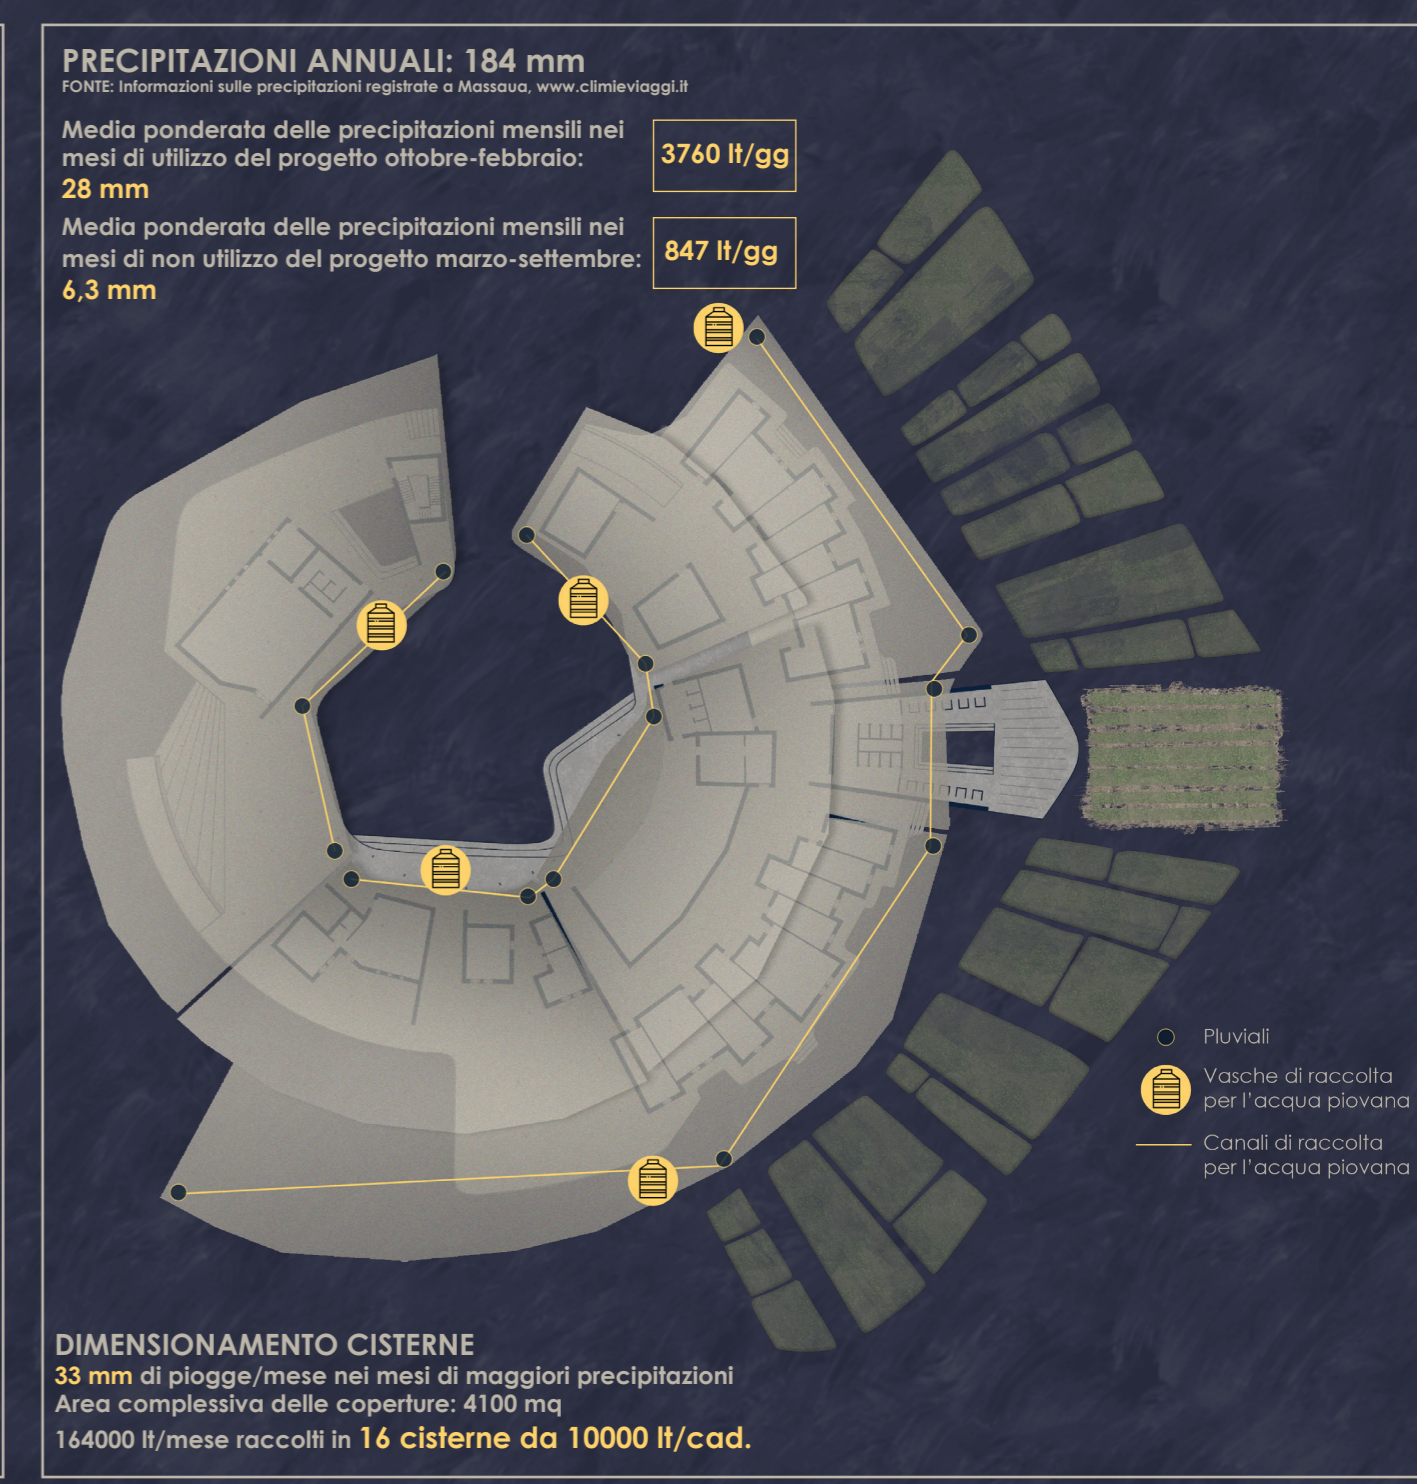 PRECIPITAZIONI ANNUALI: 184 mm
FONTE: Informazioni sulle precipitazioni registrate a Massaua, www.climieviaggi.it
Media ponderata delle precipitazioni mensili nei
mesi di utilizzo del progetto ottobre-febbraio:
28 mm
3760 lt/gg
Media ponderata delle precipitazioni mensili nei
mesi di non utilizzo del progetto marzo-settembre:
6,3 mm
847 lt/gg
Pluviali
Vasche di raccolta
per l'acqua piovana
Canali di raccolta
per l'acqua piovana
DIMENSIONAMENTO CISTERNE
33 mm di piogge/mese nei mesi di maggiori precipitazioni
Area complessiva delle coperture: 4100 mq
164000 lt/mese raccolti in 16 cisterne da 10000 lt/cad.